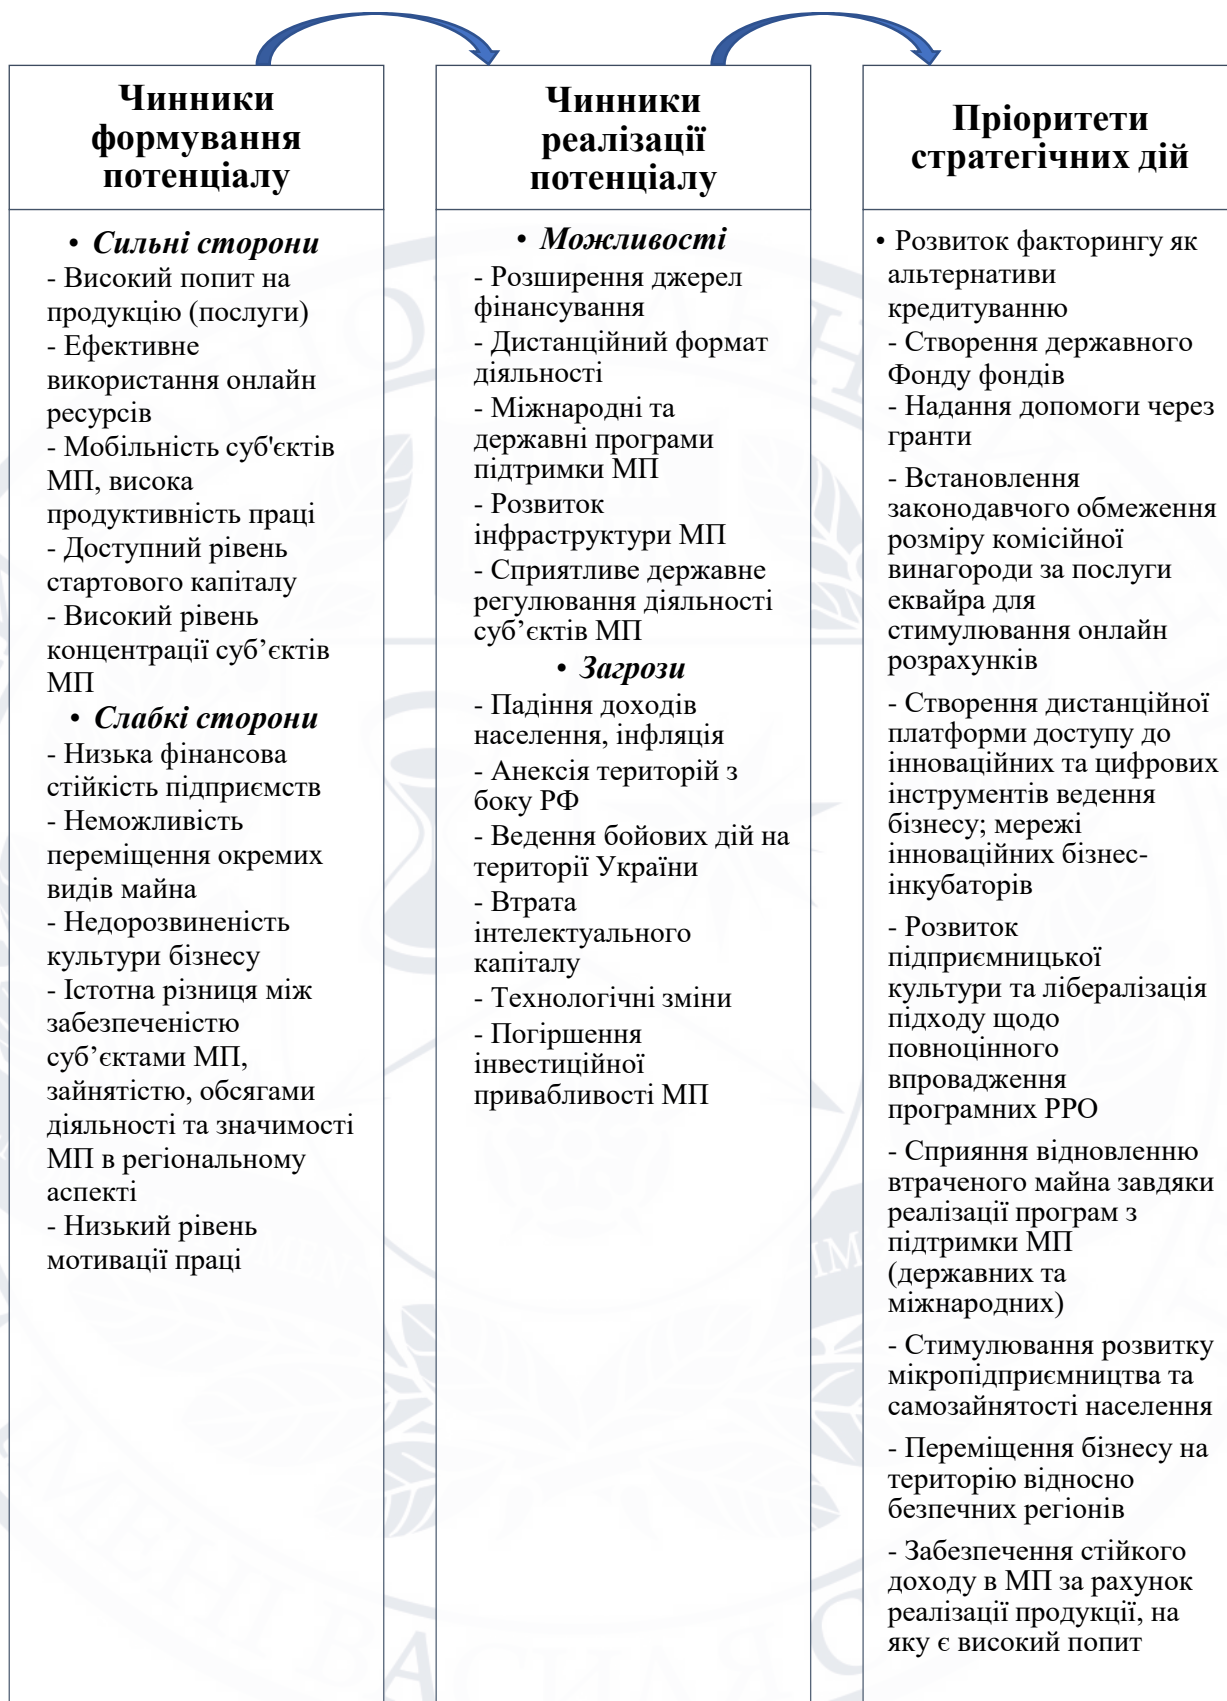 Чинники
формування
потенціалу
• Сильні сторони
- Високий попит на
продукцію (послуги)
- Ефективне
використання онлайн
ресурсів
- Мобільність суб'єктів
МП, висока
продуктивність праці
- Доступний рівень
стартового капіталу
- Високий рівень
концентрації суб’єктів
МП
• Слабкі сторони
- Низька фінансова
стійкість підприємств
- Неможливість
переміщення окремих
видів майна
- Недорозвиненість
культури бізнесу
- Істотна різниця між
забезпеченістю
суб’єктами МП,
зайнятістю, обсягами
діяльності та значимості
МП в регіональному
аспекті
- Низький рівень
мотивації праці
Чинники
реалізації
потенціалу
• Можливості
- Розширення джерел
фінансування
- Дистанційний формат
діяльності
- Міжнародні та
державні програми
підтримки МП
- Розвиток
інфраструктури МП
- Сприятливе державне
регулювання діяльності
суб’єктів МП
• Загрози
- Падіння доходів
населення, інфляція
- Анексія територій з
боку РФ
- Ведення бойових дій на
території України
- Втрата
інтелектуального
капіталу
- Технологічні зміни
- Погіршення
інвестиційної
привабливості МП
Пріоритети
стратегічних дій
• Розвиток факторингу як
альтернативи
кредитуванню
- Створення державного
Фонду фондів
- Надання допомоги через
гранти
- Встановлення
законодавчого обмеження
розміру комісійної
винагороди за послуги
еквайра для
стимулювання онлайн
розрахунків
- Створення дистанційної
платформи доступу до
інноваційних та цифрових
інструментів ведення
бізнесу; мережі
інноваційних бізнес-
інкубаторів
- Розвиток
підприємницької
культури та лібералізація
підходу щодо
повноцінного
впровадження
програмних РРО
- Сприяння відновленню
втраченого майна завдяки
реалізації програм з
підтримки МП
(державних та
міжнародних)
- Стимулювання розвитку
мікропідприємництва та
самозайнятості населення
- Переміщення бізнесу на
територію відносно
безпечних регіонів
- Забезпечення стійкого
доходу в МП за рахунок
реалізації продукції, на
яку є високий попит